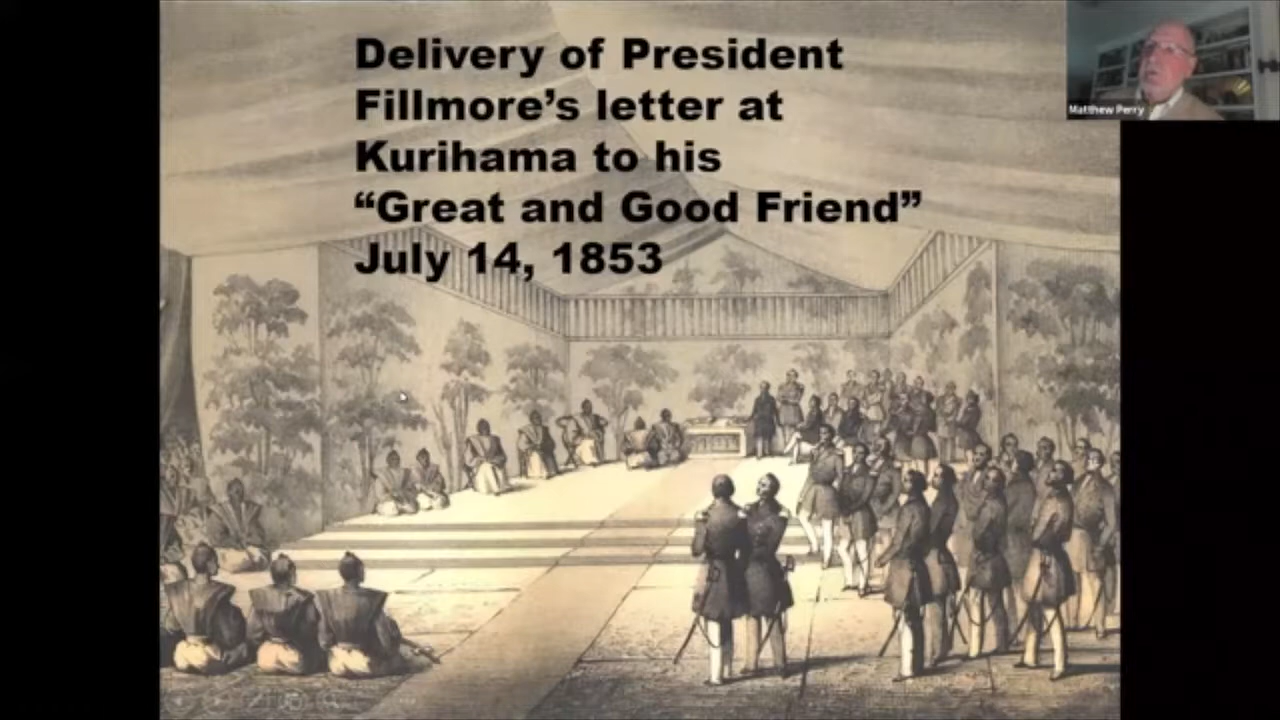 Delivery of President
Fillmore’s letter at
Kurihama to his
“Great and Good Friend”
July 14, 1853
Matthew Perry